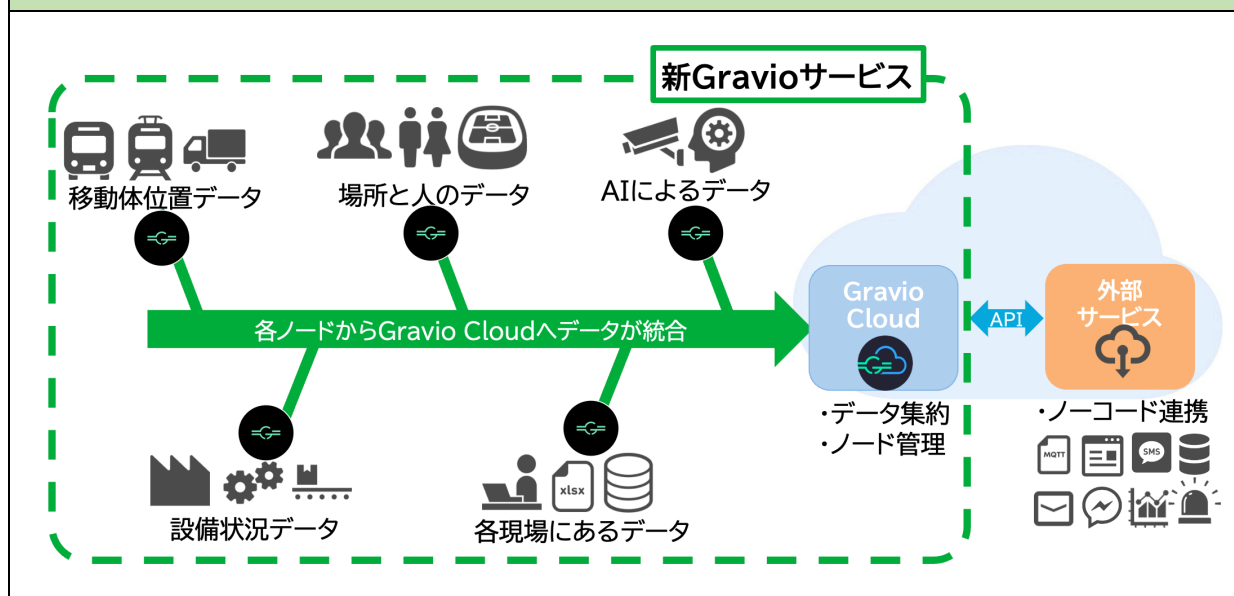 新Gravioサービス
移動体位置データ
場所と人のデータ
AIによるデータ
各ノードからGravio Cloudへデータが統合
Gravio
Cloud
API
外部
サービス
・データ集約
・ノード管理
・ノーコード連携
MQTT
SMS
xlsx
設備状況データ
各現場にあるデータ